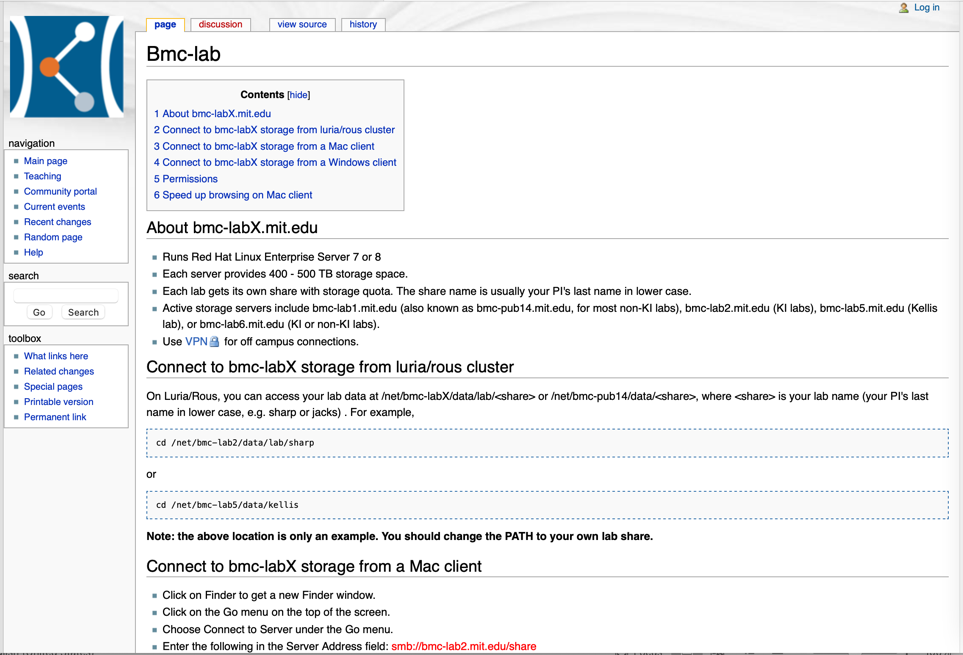 Log in
page
discussion
view source
history
Bmc-lab
Contents [hide]
1 About bmc-labX.mit.edu
2 Connect to bmc-labX storage from luria/rous cluster
3 Connect to bmc-labX storage from a Mac client
4 Connect to bmc-labX storage from a Windows client
5 Permissions
6 Speed up browsing on Mac client
navigation
Main page
Teaching
Community portal
Current events
Recent changes
Random page
Help
search
Go Search
toolbox
What links here
Related changes
Special pages
Printable version
Permanent link
About bmc-labX.mit.edu
Runs Red Hat Linux Enterprise Server 7 or 8
Each server provides 400 - 500 TB storage space.
Each lab gets its own share with storage quota. The share name is usually your PI's last name in lower case.
Active storage servers include bmc-lab1.mit.edu (also known as bmc-pub14.mit.edu, for most non-KI labs), bmc-lab2.mit.edu (KI labs), bmc-lab5.mit.edu (Kellis
lab), or bmc-lab6.mit.edu (KI or non-KI labs).
Use VPN for off campus connections.
Connect to bmc-labX storage from luria/rous cluster
On Luria/Rous, you can access your lab data at /net/bmc-labX/data/lab/<share> or /net/bmc-pub14/data/<share>, where <share> is your lab name (your PI's last
name in lower case, e.g. sharp or jacks) . For example,
cd /net/bmc-lab2/data/lab/sharp
or
cd /net/bmc-lab5/data/kellis
Note: the above location is only an example. You should change the PATH to your own lab share.
Connect to bmc-labX storage from a Mac client
Click on Finder to get a new Finder window.
Click on the Go menu on the top of the screen.
Choose Connect to Server under the Go menu.
Enter the following in the Server Address field: smb://bmc-lab2.mit.edu/share